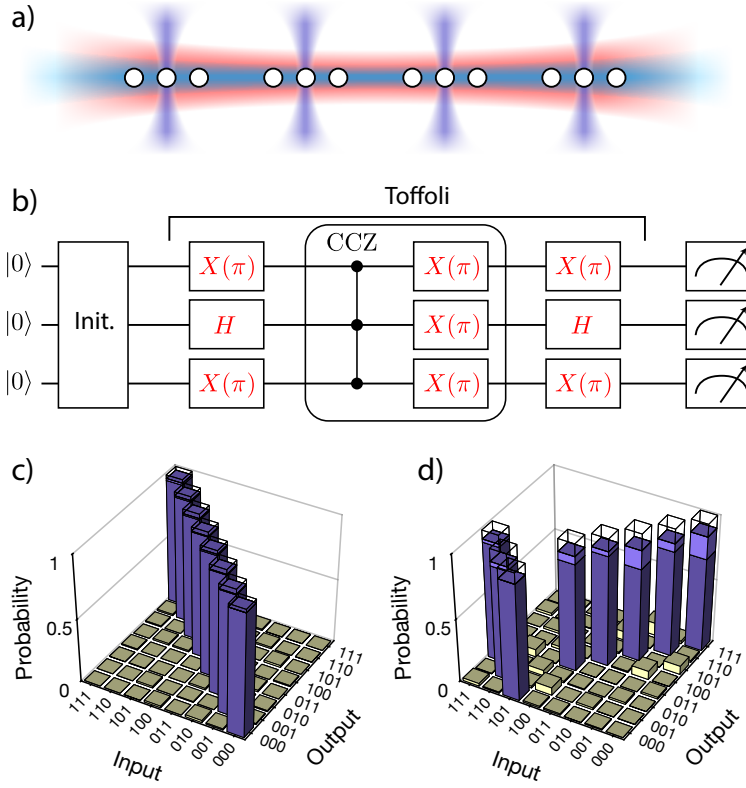 a)
b)
Toffoli
CCZ
|0⟩ Init. X(π) X(π) X(π)
|0⟩ H X(π) H
|0⟩ X(π) X(π) X(π)
c)
1
0.5
0
Probability
111 110 101 100 011 010 001 000
Input
000 001 010 011 100 101 110 111
Output
d)
1
0.5
0
Probability
111 110 101 100 011 010 001 000
Input
000 001 010 011 100 101 110 111
Output